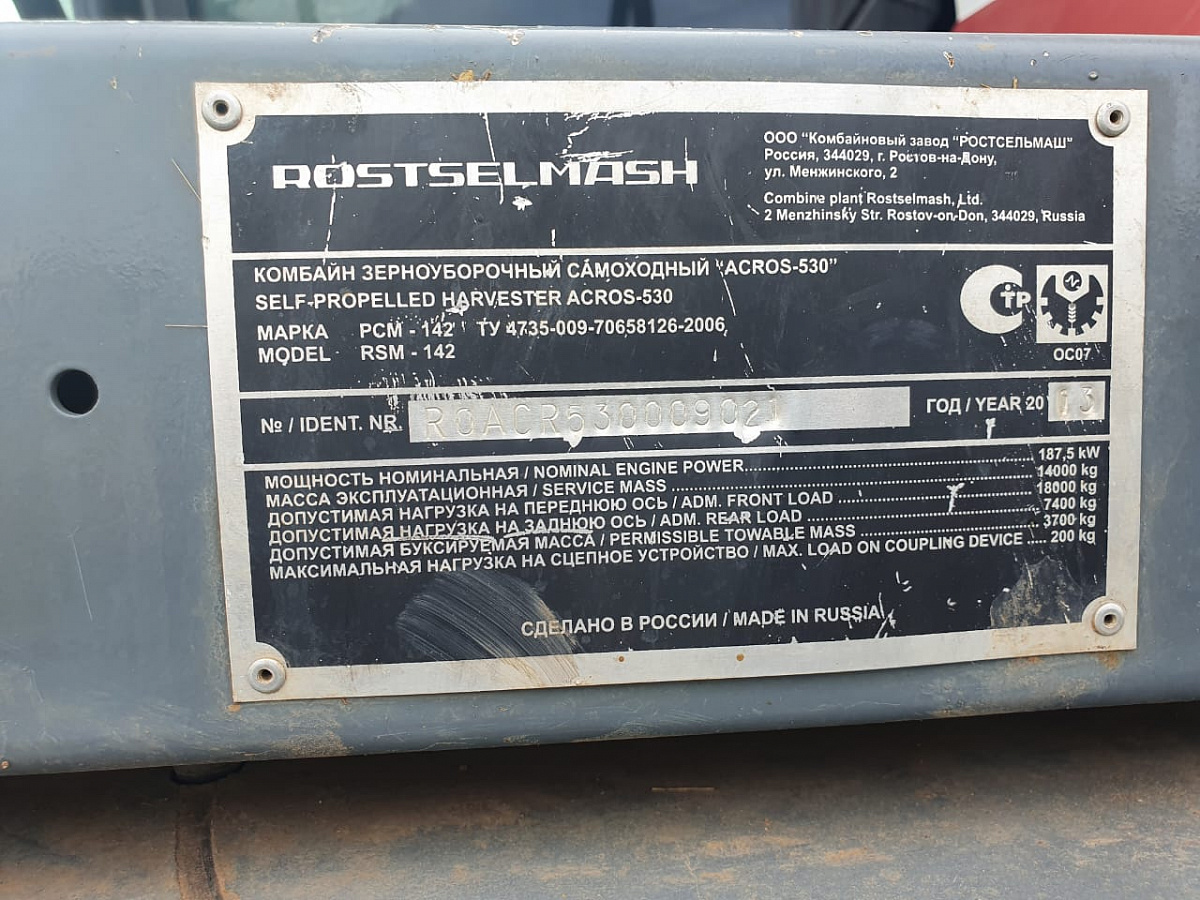 ROSTSELMASH
ООО "Комбайновый завод "РОСТСЕЛЬМАШ"
Россия, 344029, г. Ростов-на-Дону,
ул. Менжинского, 2
Combine plant Rostselmash, Ltd.
2 Menzhinsky Str. Rostov-on-Don, 344029, Russia
КОМБАЙН ЗЕРНОУБОРОЧНЫЙ САМОХОДНЫЙ "ACROS-530"
SELF-PROPELLED HARVESTER ACROS-530
МАРКА РСМ - 142 ТУ 4735-009-70658126-2006
MODEL RSM - 142
СТР
ОС07
№ / IDENT. NR. R0ACR530009021 ГОД / YEAR 2013
МОЩНОСТЬ НОМИНАЛЬНАЯ / NOMINAL ENGINE POWER 187,5 kW
МАССА ЭКСПЛУАТАЦИОННАЯ / SERVICE MASS 14000 kg
ДОПУСТИМАЯ НАГРУЗКА НА ПЕРЕДНЮЮ ОСЬ / ADM. FRONT LOAD 18000 kg
ДОПУСТИМАЯ НАГРУЗКА НА ЗАДНЮЮ ОСЬ / ADM. REAR LOAD 7400 kg
ДОПУСТИМАЯ БУКСИРУЕМАЯ МАССА / PERMISSIBLE TOWABLE MASS 3700 kg
МАКСИМАЛЬНАЯ НАГРУЗКА НА СЦЕПНОЕ УСТРОЙСТВО / MAX. LOAD ON COUPLING DEVICE 200 kg
СДЕЛАНО В РОССИИ / MADE IN RUSSIA